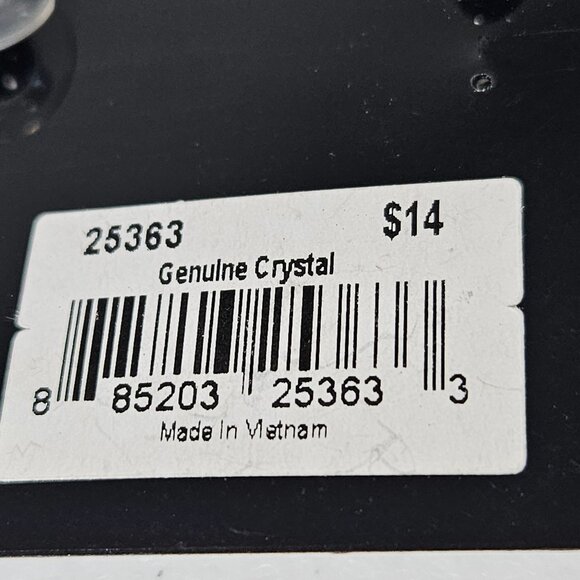 25363 $14
Genuine Crystal
8 85203 25363 3
Made In Vietnam